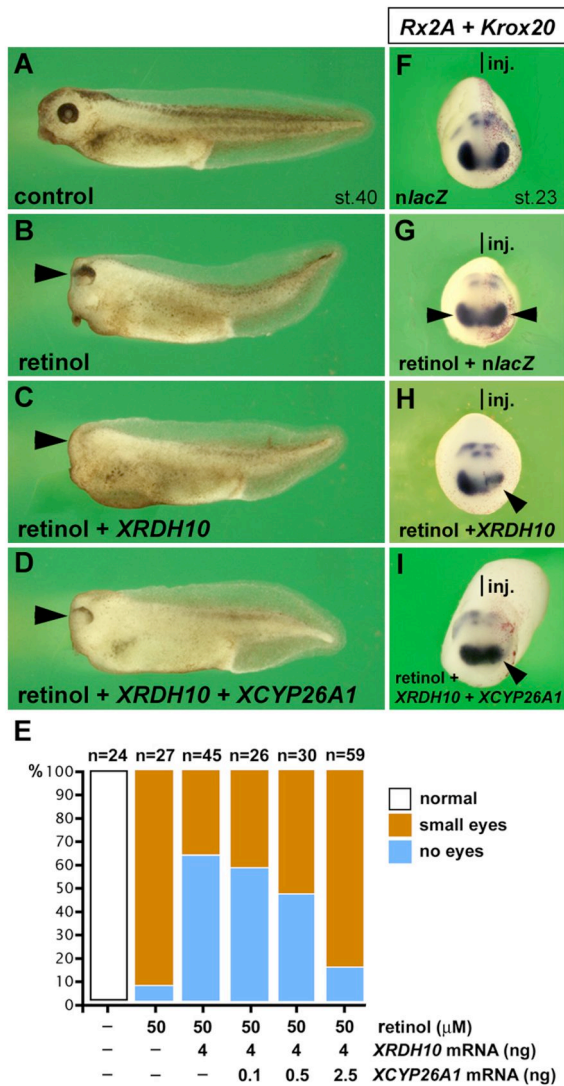 Rx2A + Krox20
A
control
st.40
F
inj.
nlacZ
st.23
B
retinol
G
inj.
retinol + nlacZ
C
retinol + XRDH10
H
inj.
retinol +XRDH10
D
retinol + XRDH10 + XCYP26A1
I
inj.
retinol +
XRDH10 + XCYP26A1
E
n=24 n=27 n=45 n=26 n=30 n=59
%
100
90
80
70
60
50
40
30
20
10
0
normal
small eyes
no eyes
– 50 50 50 50 50 retinol (μM)
– – 4 4 4 4 XRDH10 mRNA (ng)
– – – 0.1 0.5 2.5 XCYP26A1 mRNA (ng)